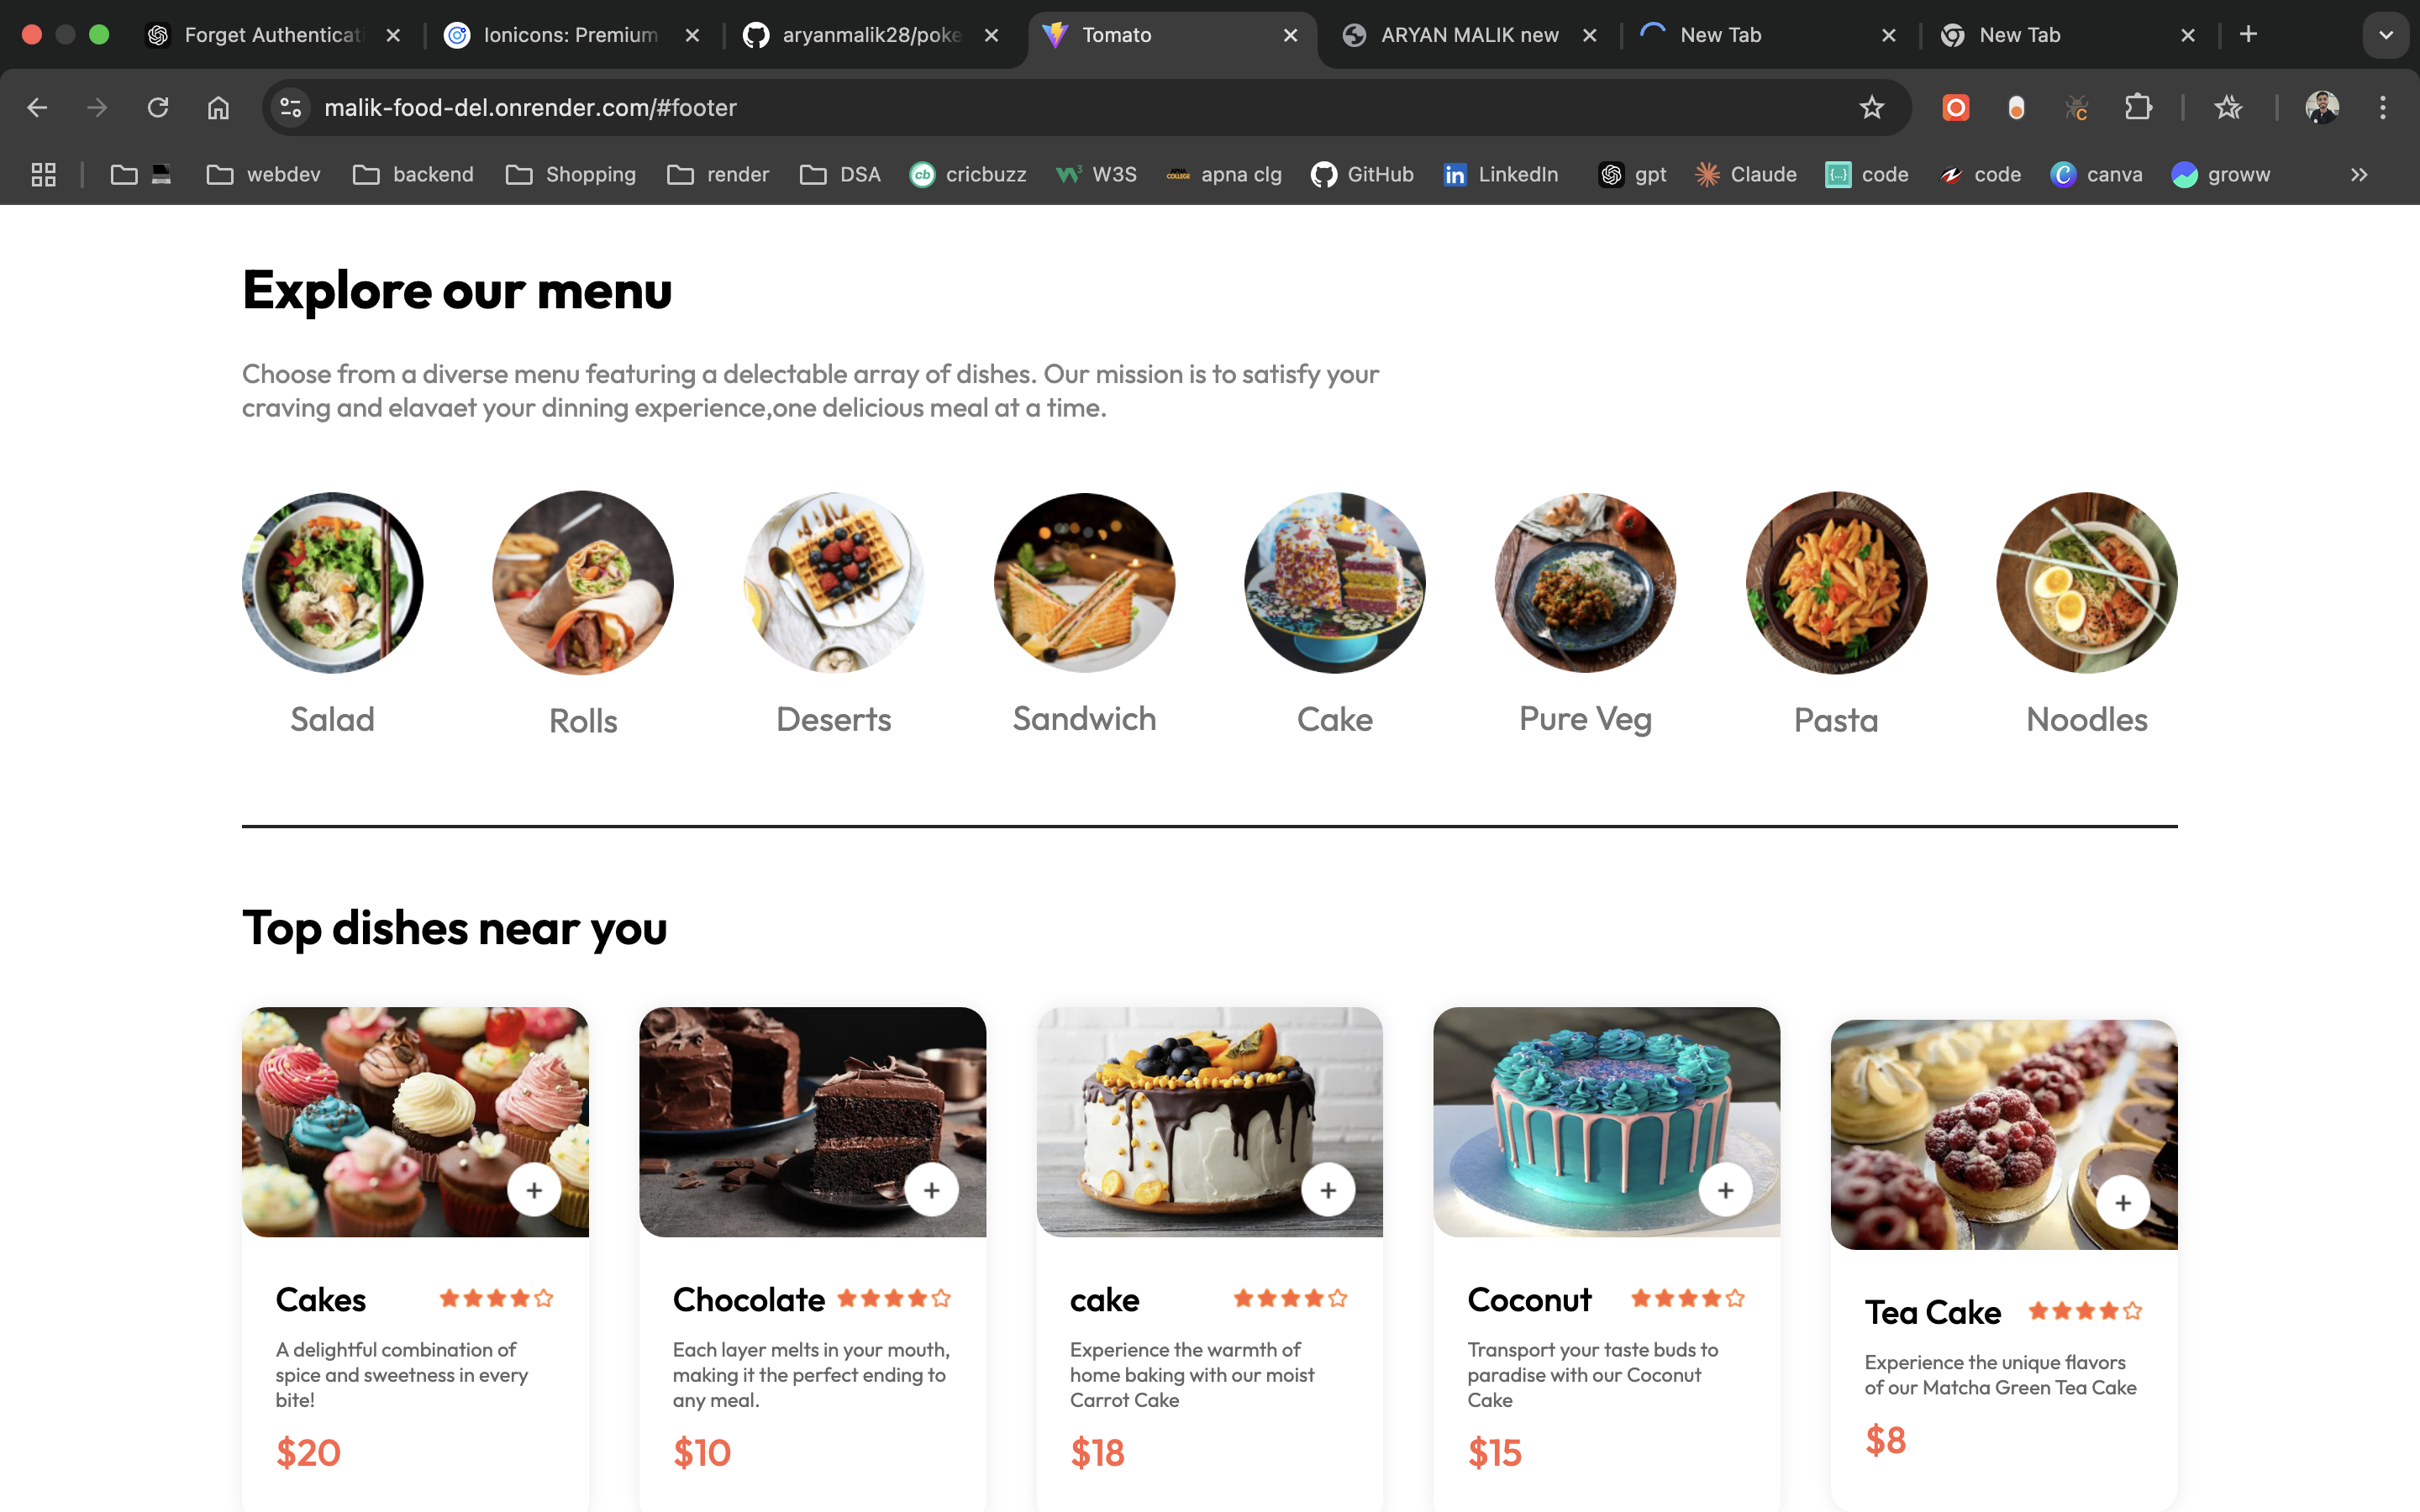 Forget Authenticat
Ionicons: Premium
aryanmalik28/poke
Tomato
ARYAN MALIK new
New Tab
New Tab
malik-food-del.onrender.com/#footer
webdev
backend
Shopping
render
DSA
cb
cricbuzz
W3S
apna clg
GitHub
in
LinkedIn
gpt
Claude
{...}
code
code
canva
groww
Explore our menu
Choose from a diverse menu featuring a delectable array of dishes. Our mission is to satisfy your
craving and elavaet your dinning experience,one delicious meal at a time.
Salad
Rolls
Deserts
Sandwich
Cake
Pure Veg
Pasta
Noodles
Top dishes near you
Cakes
A delightful combination of
spice and sweetness in every
bite!
$20
Chocolate
Each layer melts in your mouth,
making it the perfect ending to
any meal.
$10
cake
Experience the warmth of
home baking with our moist
Carrot Cake
$18
Coconut
Transport your taste buds to
paradise with our Coconut
Cake
$15
Tea Cake
Experience the unique flavors
of our Matcha Green Tea Cake
$8